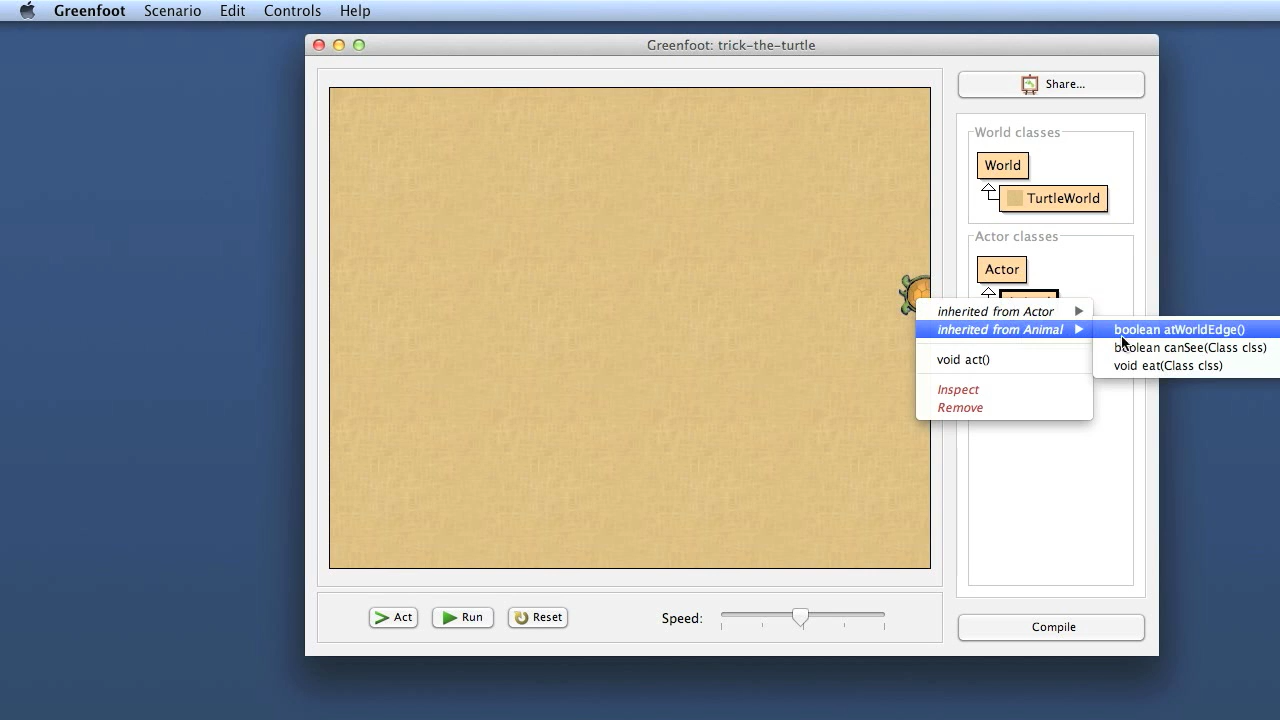 Greenfoot Scenario Edit Controls Help
Greenfoot: trick-the-turtle
Share...
World classes
World
TurtleWorld
Actor classes
Actor
inherited from Actor
inherited from Animal
boolean atWorldEdge()
boolean canSee(Class clss)
void eat(Class clss)
void act()
Inspect
Remove
Act
Run
Reset
Speed:
Compile